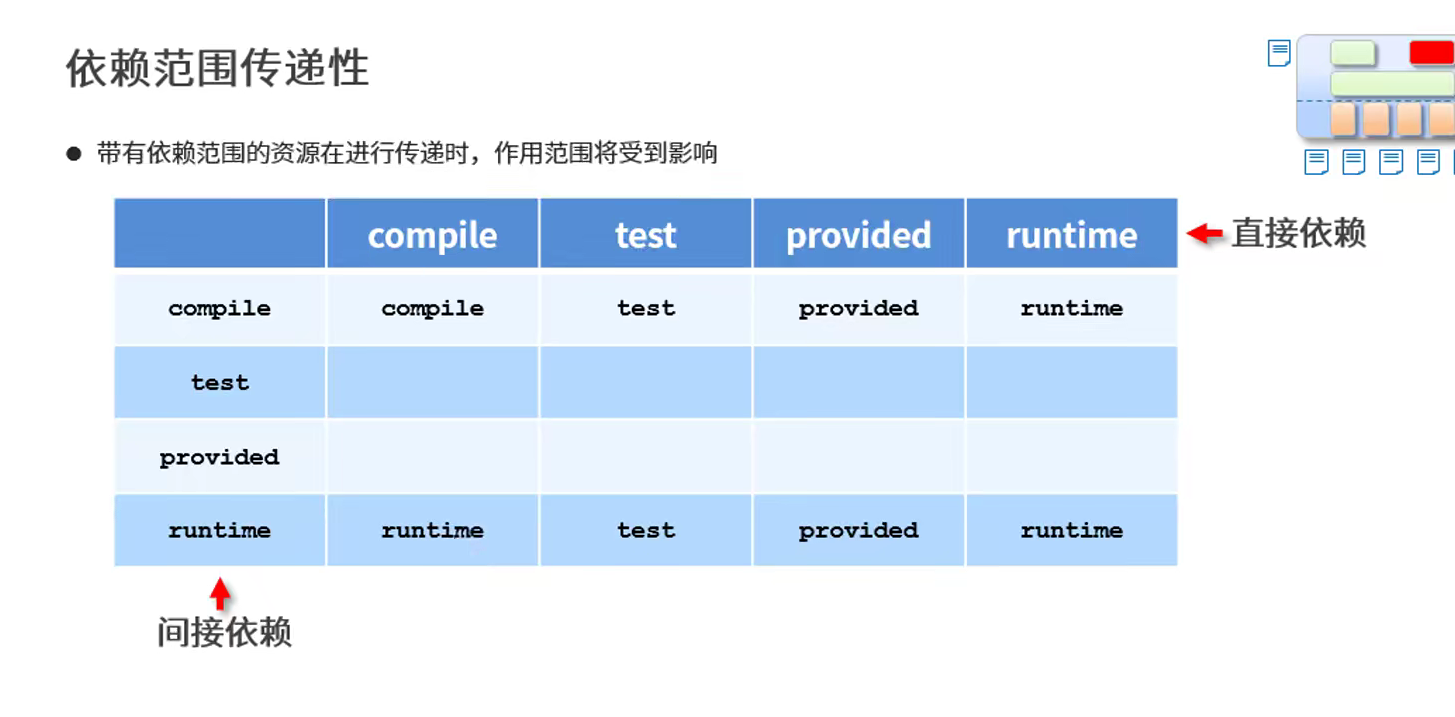 依赖范围传递性
● 带有依赖范围的资源在进行传递时，作用范围将受到影响
compile test provided runtime
直接依赖
compile compile test provided runtime
test
provided
runtime runtime test provided runtime
间接依赖